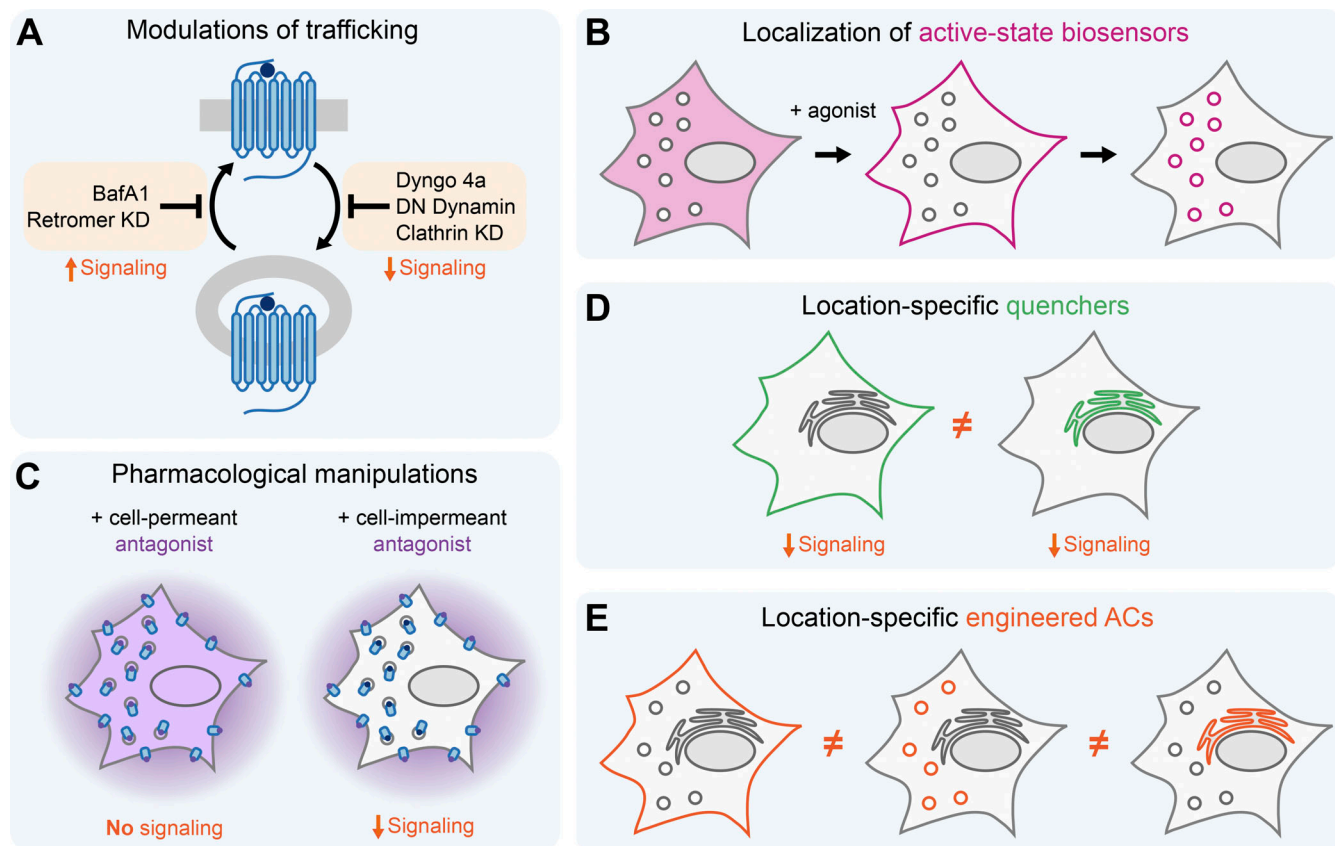 A
Modulations of trafficking
BafA1
Retromer KD
↑ Signaling
Dyngo 4a
DN Dynamin
Clathrin KD
↓ Signaling
B
Localization of active-state biosensors
+ agonist
C
Pharmacological manipulations
+ cell-permeant
antagonist
No signaling
+ cell-impermeant
antagonist
↓ Signaling
D
Location-specific quenchers
≠
↓ Signaling
↓ Signaling
E
Location-specific engineered ACs
≠
≠